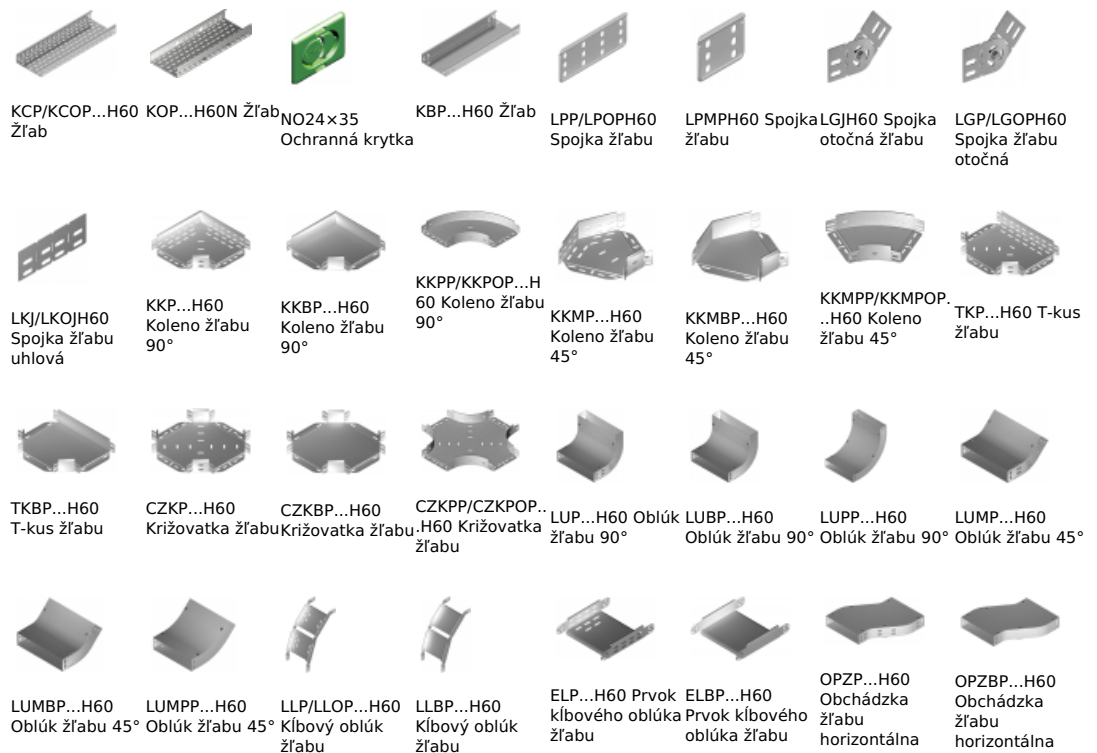 KCP/KCOP...H60
Žľab
KOP...H60N Žľab
NO24×35
Ochranná krytka
KBP...H60 Žľab
LPP/LPOPH60
Spojka žľabu
LPMPH60 Spojka
žľabu
LGJH60 Spojka
otočná žľabu
LGP/LGOPH60
Spojka žľabu
otočná
LKJ/LKOJH60
Spojka žľabu
uhlová
KKP...H60
Koleno žľabu
90°
KKBP...H60
Koleno žľabu
90°
KKPP/KKPOP...H
60 Koleno žľabu
90°
KKMP...H60
Koleno žľabu
45°
KKMBP...H60
Koleno žľabu
45°
KKMPP/KKMPOP.
..H60 Koleno
žľabu 45°
TKP...H60 T-kus
žľabu
TKBP...H60
T-kus žľabu
CZKP...H60
Križovatka žľabu
CZKBP...H60
Križovatka žľabu
CZKPP/CZKPOP..
.H60 Križovatka
žľabu
LUP...H60 Oblúk
žľabu 90°
LUBP...H60
Oblúk žľabu 90°
LUPP...H60
Oblúk žľabu 90°
LUMP...H60
Oblúk žľabu 45°
LUMBP...H60
Oblúk žľabu 45°
LUMPP...H60
Oblúk žľabu 45°
LLP/LLOP...H60
Kĺbový oblúk
žľabu
LLBP...H60
Kĺbový oblúk
žľabu
ELP...H60 Prvok
kĺbového oblúka
žľabu
ELBP...H60
Prvok kĺbového
oblúka žľabu
OPZP...H60
Obchádzka
žľabu
horizontálna
OPZBP...H60
Obchádzka
žľabu
horizontálna